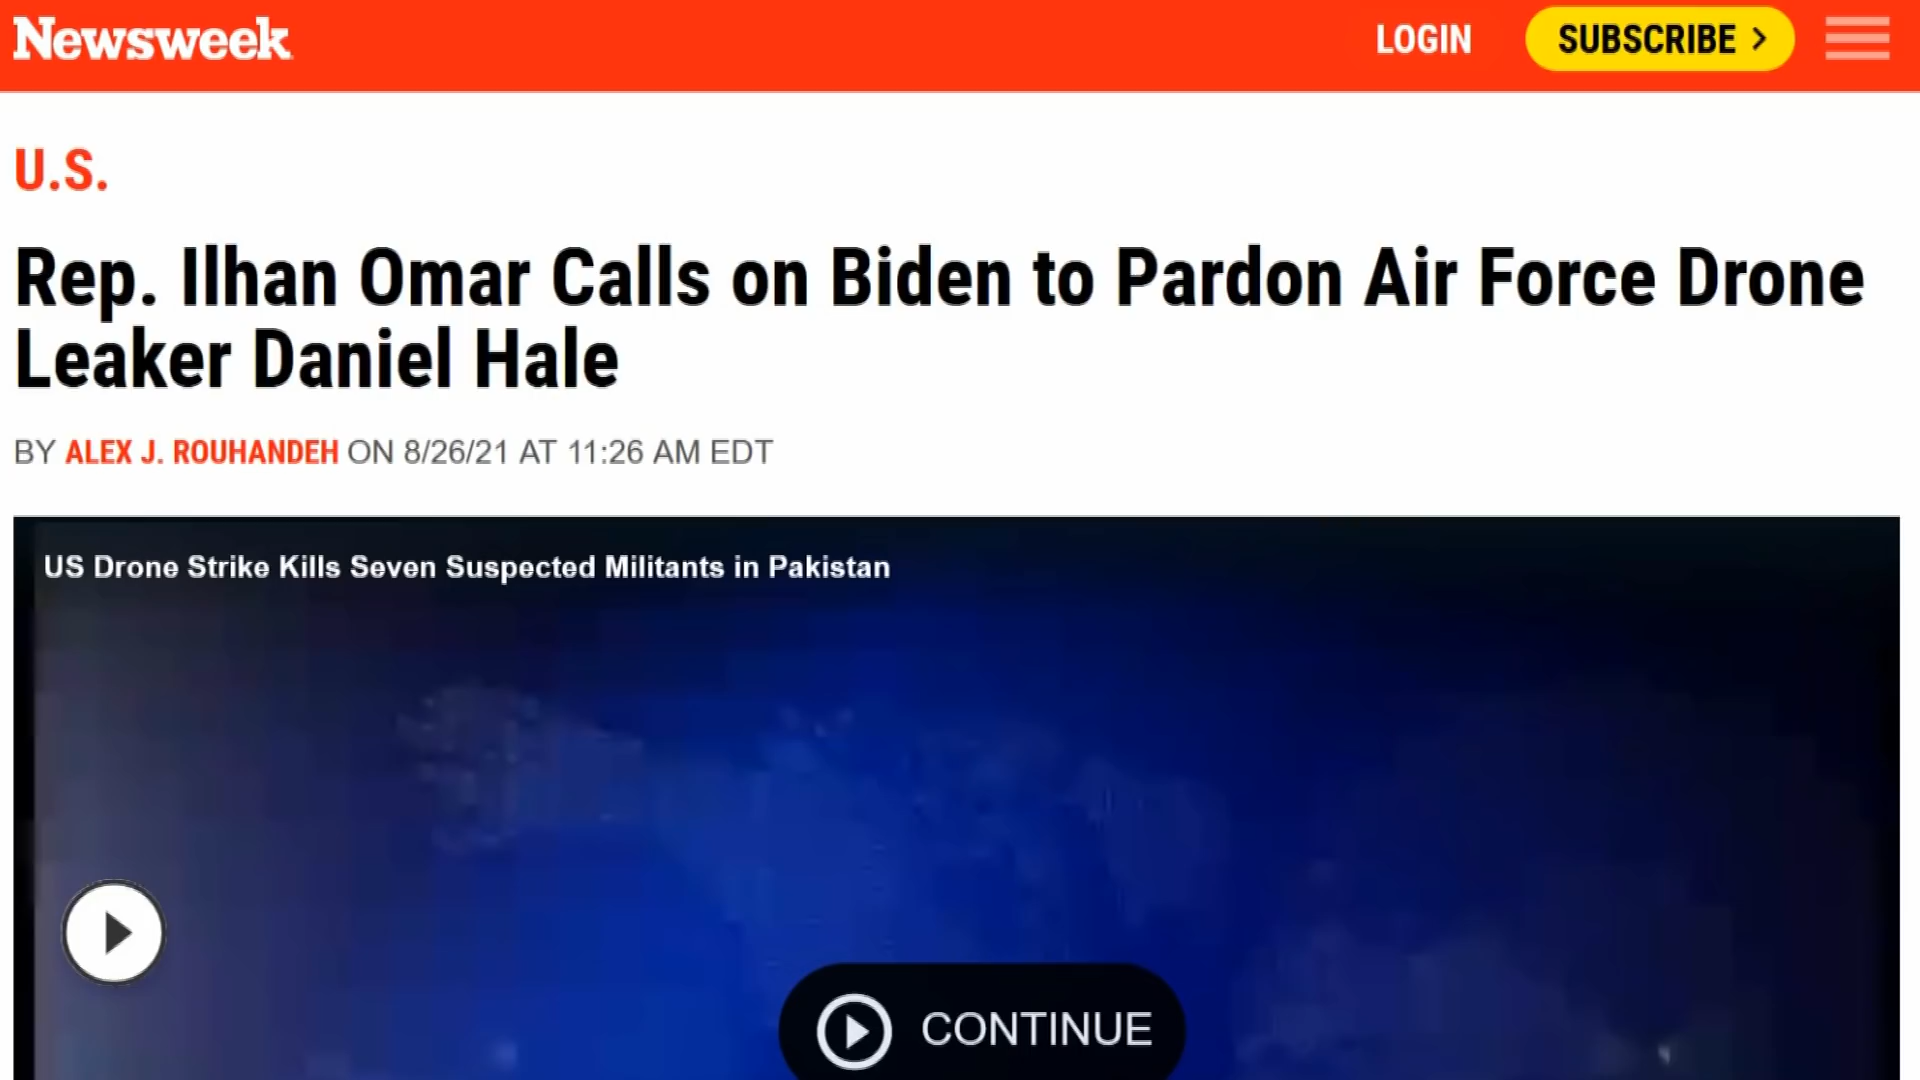 Newsweek
LOGIN
SUBSCRIBE >
U.S.
Rep. Ilhan Omar Calls on Biden to Pardon Air Force Drone
Leaker Daniel Hale
BY ALEX J. ROUHANDEH ON 8/26/21 AT 11:26 AM EDT
US Drone Strike Kills Seven Suspected Militants in Pakistan
CONTINUE